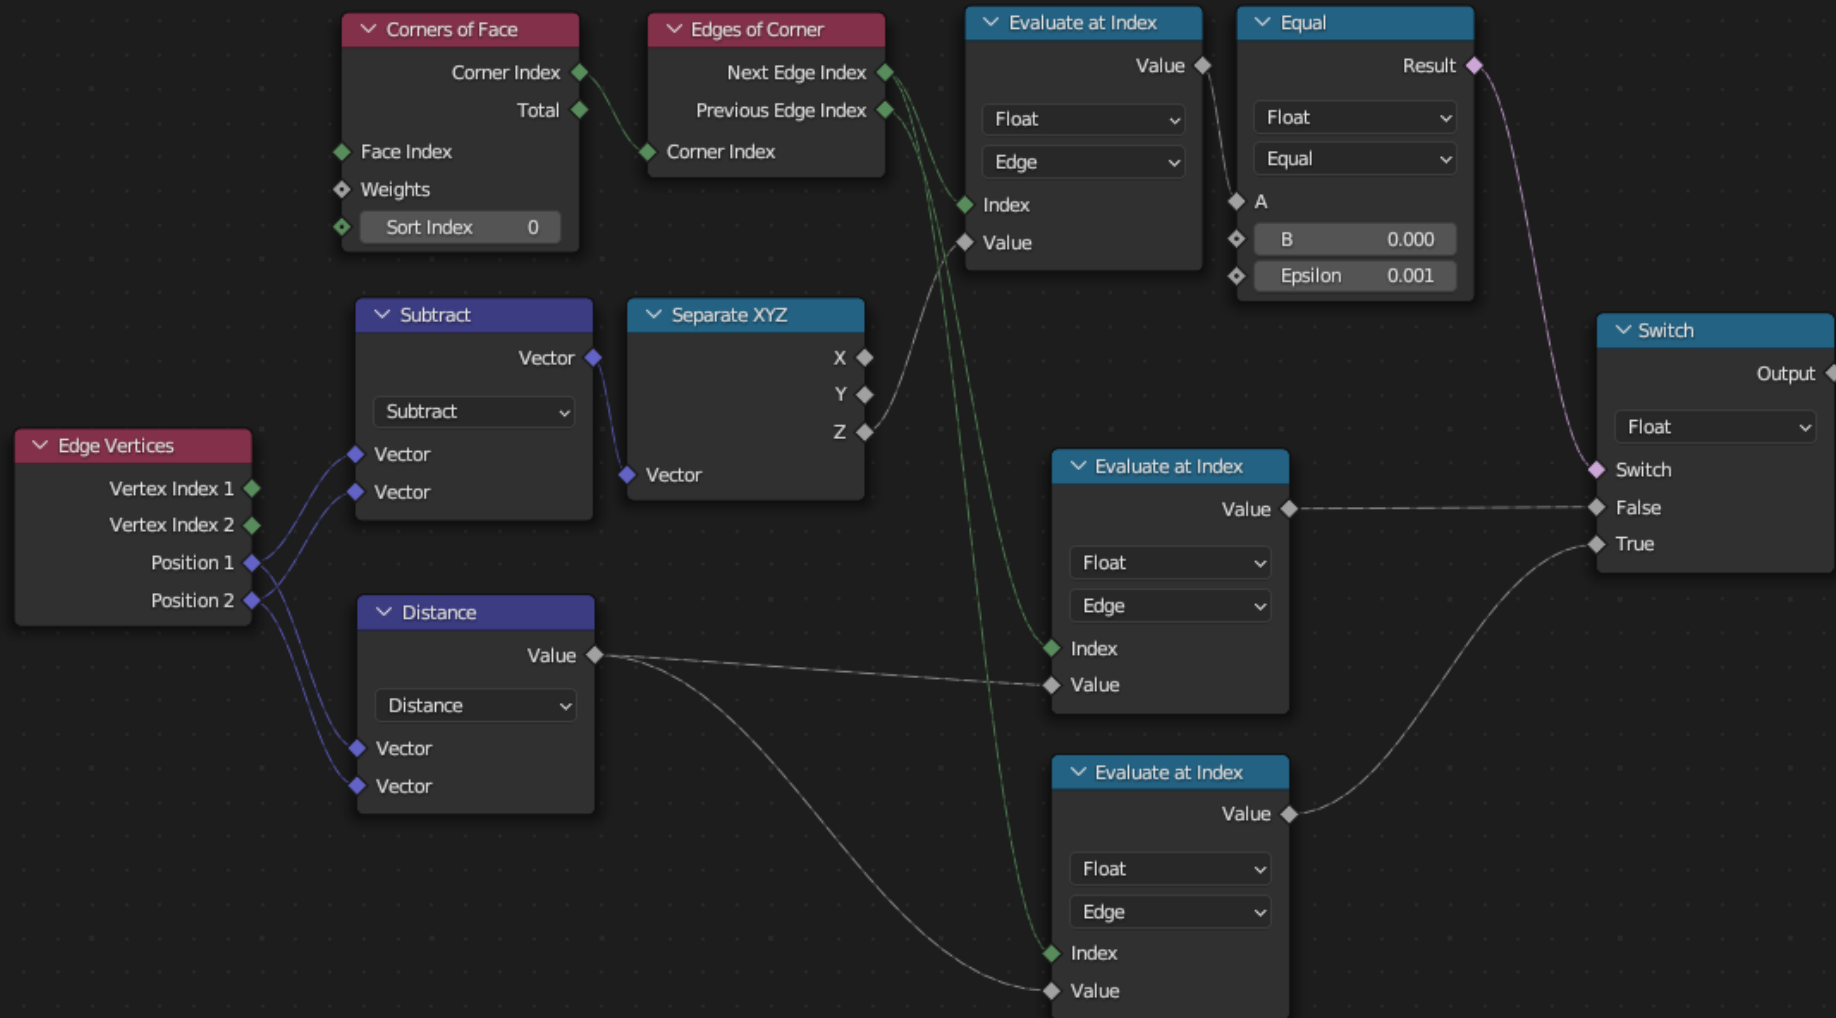 Corners of Face
Corner Index
Total
Face Index
Weights
Sort Index 0
Edges of Corner
Next Edge Index
Previous Edge Index
Corner Index
Evaluate at Index
Value
Float
Edge
Index
Value
Equal
Result
Float
Equal
A
B 0.000
Epsilon 0.001
Subtract
Vector
Subtract
Vector
Vector
Separate XYZ
X
Y
Z
Vector
Switch
Output
Float
Switch
False
True
Edge Vertices
Vertex Index 1
Vertex Index 2
Position 1
Position 2
Evaluate at Index
Value
Float
Edge
Index
Value
Distance
Value
Distance
Vector
Vector
Evaluate at Index
Value
Float
Edge
Index
Value